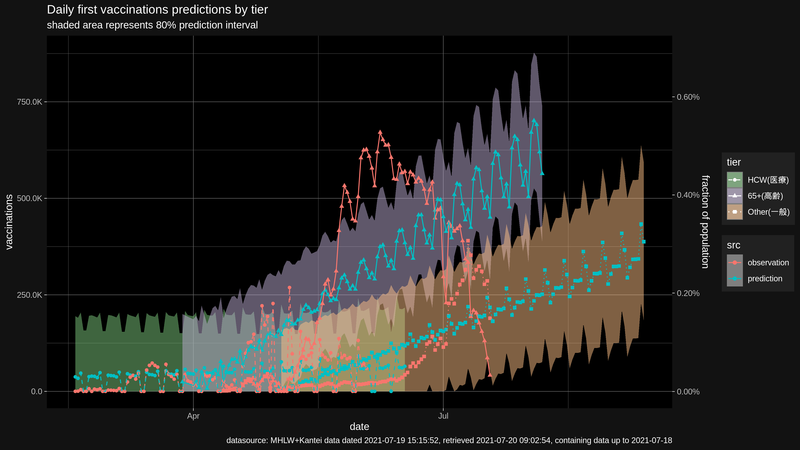 Daily first vaccinations predictions by tier
shaded area represents 80% prediction interval
vaccinations
750.0K
500.0K
250.0K
0.0
0.60%
0.40%
0.20%
0.00%
fraction of population
Apr
Jul
date
tier
HCW(医療)
65+(高齢)
Other(一般)
src
observation
prediction
datasource: MHLW+Kantei data dated 2021-07-19 15:15:52, retrieved 2021-07-20 09:02:54, containing data up to 2021-07-18